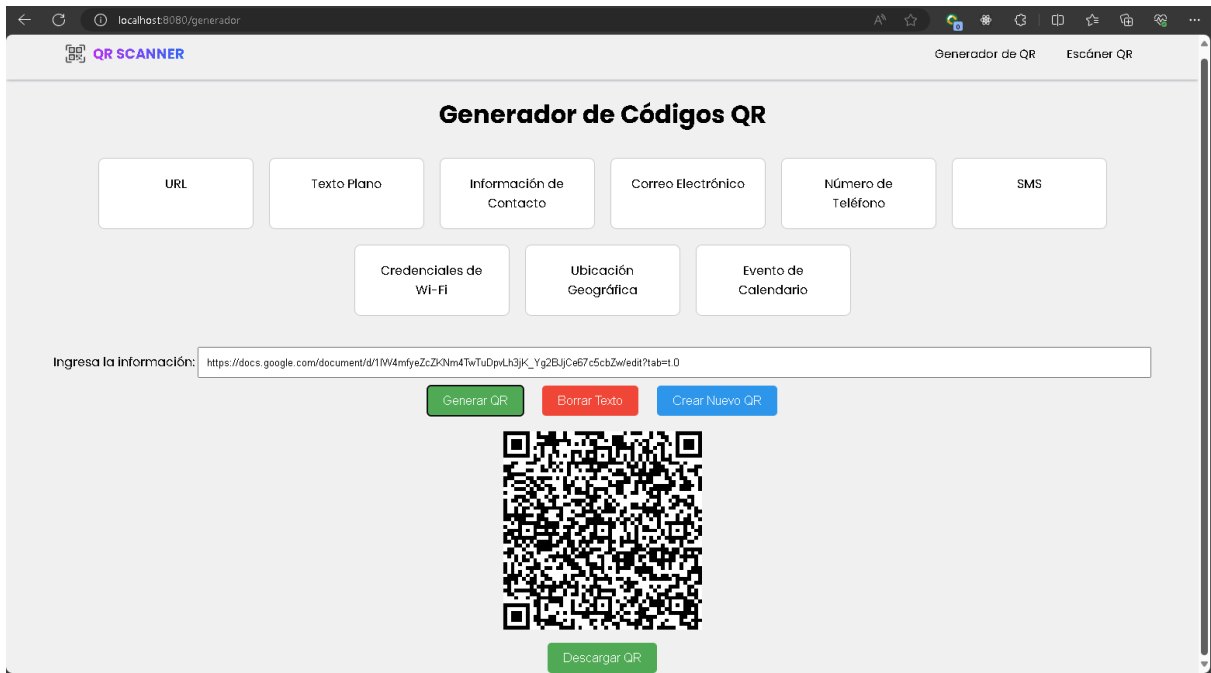 localhost:8080/generador
QR SCANNER
Generador de QR
Escáner QR
Generador de Códigos QR
URL
Texto Plano
Información de
Contacto
Correo Electrónico
Número de
Teléfono
SMS
Credenciales de
Wi-Fi
Ubicación
Geográfica
Evento de
Calendario
Ingresa la información: https://docs.google.com/document/d/1IW4mfyeZcZKNm4TwTuDpvLh3jK_Yg2BJjCe67c5cbZw/edit?tab=t.0
Generar QR
Borrar Texto
Crear Nuevo QR
Descargar QR